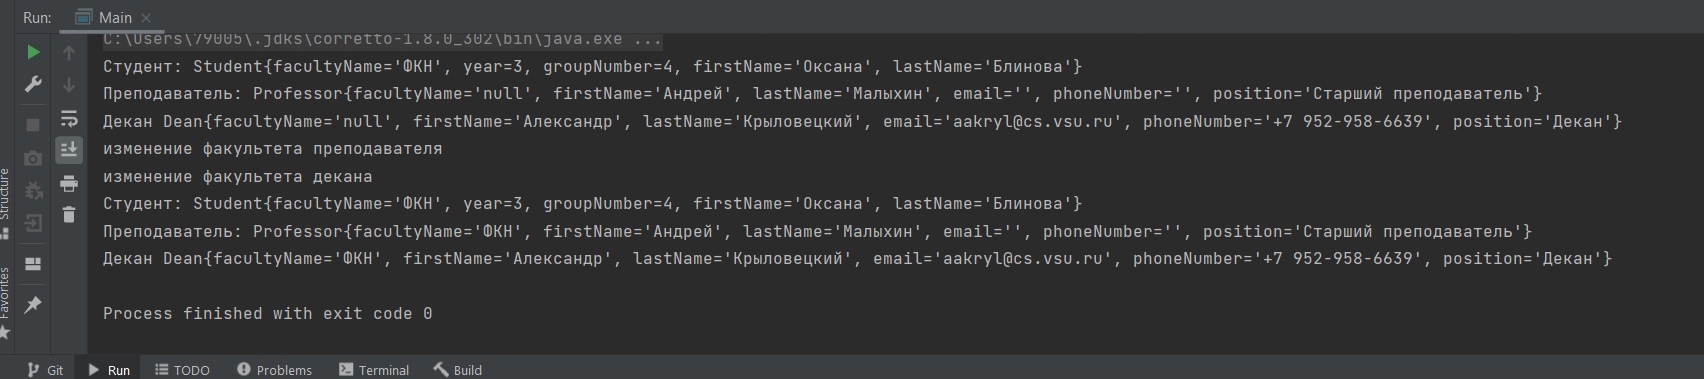 Run: Main
C:\Users\79005\.jdks\corretto-1.8.0_302\bin\java.exe ...
Студент: Student{facultyName='ФКН', year=3, groupNumber=4, firstName='Оксана', lastName='Блинова'}
Преподаватель: Professor{facultyName='null', firstName='Андрей', lastName='Малыхин', email='', phoneNumber='', position='Старший преподаватель'}
Декан Dean{facultyName='null', firstName='Александр', lastName='Крыловецкий', email='aakryl@cs.vsu.ru', phoneNumber='+7 952-958-6639', position='Декан'}
изменение факультета преподавателя
изменение факультета декана
Студент: Student{facultyName='ФКН', year=3, groupNumber=4, firstName='Оксана', lastName='Блинова'}
Преподаватель: Professor{facultyName='ФКН', firstName='Андрей', lastName='Малыхин', email='', phoneNumber='', position='Старший преподаватель'}
Декан Dean{facultyName='ФКН', firstName='Александр', lastName='Крыловецкий', email='aakryl@cs.vsu.ru', phoneNumber='+7 952-958-6639', position='Декан'}
Process finished with exit code 0
Structure
Favorites
Git Run TODO Problems Terminal Build